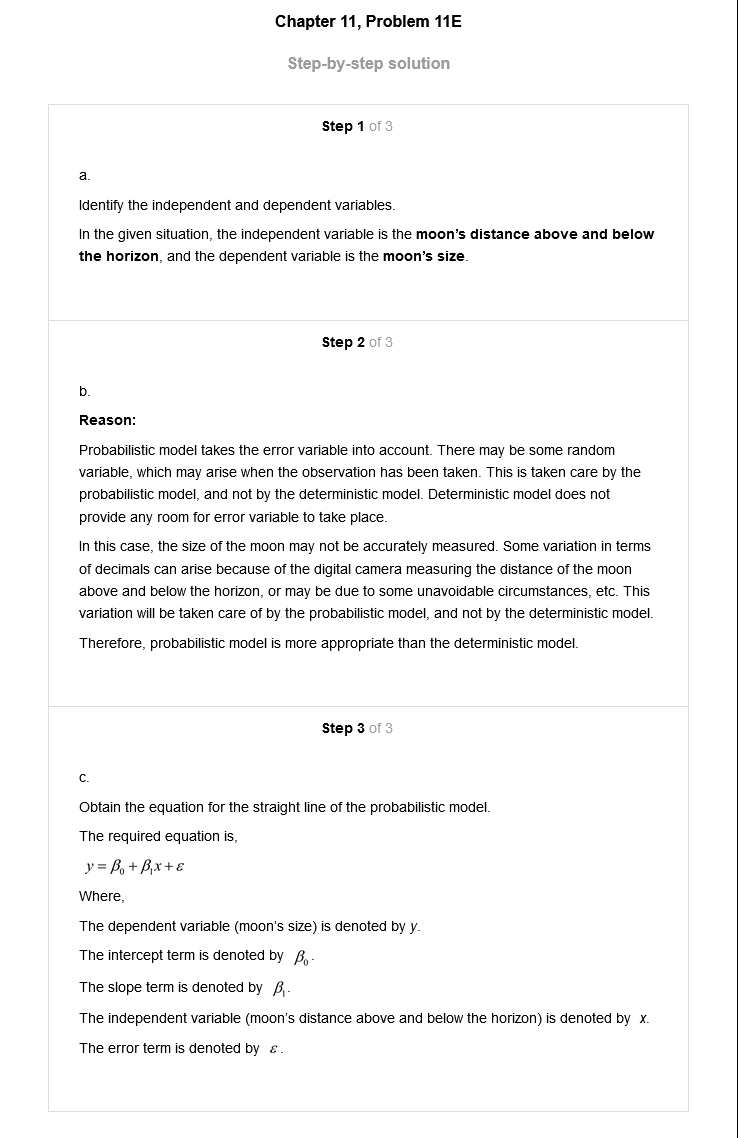 Chapter 11, Problem 11E
Step-by-step solution
Step 1 of 3
a.
Identify the independent and dependent variables.
In the given situation, the independent variable is the moon's distance above and below
the horizon, and the dependent variable is the moon's size.
Step 2 of 3
b.
Reason:
Probabilistic model takes the error variable into account. There may be some random
variable, which may arise when the observation has been taken. This is taken care by the
probabilistic model, and not by the deterministic model. Deterministic model does not
provide any room for error variable to take place.
In this case, the size of the moon may not be accurately measured. Some variation in terms
of decimals can arise because of the digital camera measuring the distance of the moon
above and below the horizon, or may be due to some unavoidable circumstances, etc. This
variation will be taken care of by the probabilistic model, and not by the deterministic model.
Therefore, probabilistic model is more appropriate than the deterministic model.
Step 3 of 3
c.
Obtain the equation for the straight line of the probabilistic model.
The required equation is,
y = β₀ + β₁x + ε
Where,
The dependent variable (moon's size) is denoted by y.
The intercept term is denoted by β₀.
The slope term is denoted by β₁.
The independent variable (moon's distance above and below the horizon) is denoted by x.
The error term is denoted by ε.